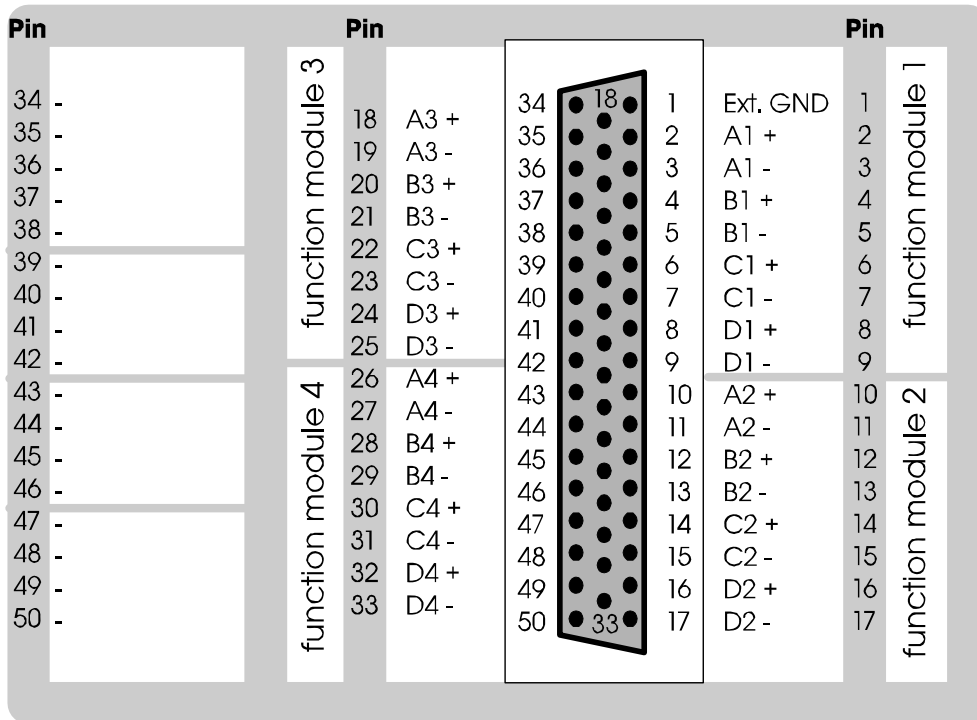 Pin
34 -
35 -
36 -
37 -
38 -
39 -
40 -
41 -
42 -
43 -
44 -
45 -
46 -
47 -
48 -
49 -
50 -
function module 3
function module 4
Pin
18 A3 +
19 A3 -
20 B3 +
21 B3 -
22 C3 +
23 C3 -
24 D3 +
25 D3 -
26 A4 +
27 A4 -
28 B4 +
29 B4 -
30 C4 +
31 C4 -
32 D4 +
33 D4 -
34
35
36
37
38
39
40
41
42
43
44
45
46
47
48
49
50
18
33
Pin
1 Ext. GND 1
2 A1 + 2
3 A1 - 3
4 B1 + 4
5 B1 - 5
6 C1 + 6
7 C1 - 7
8 D1 + 8
9 D1 - 9
10 A2 + 10
11 A2 - 11
12 B2 + 12
13 B2 - 13
14 C2 + 14
15 C2 - 15
16 D2 + 16
17 D2 - 17
function module 1
function module 2